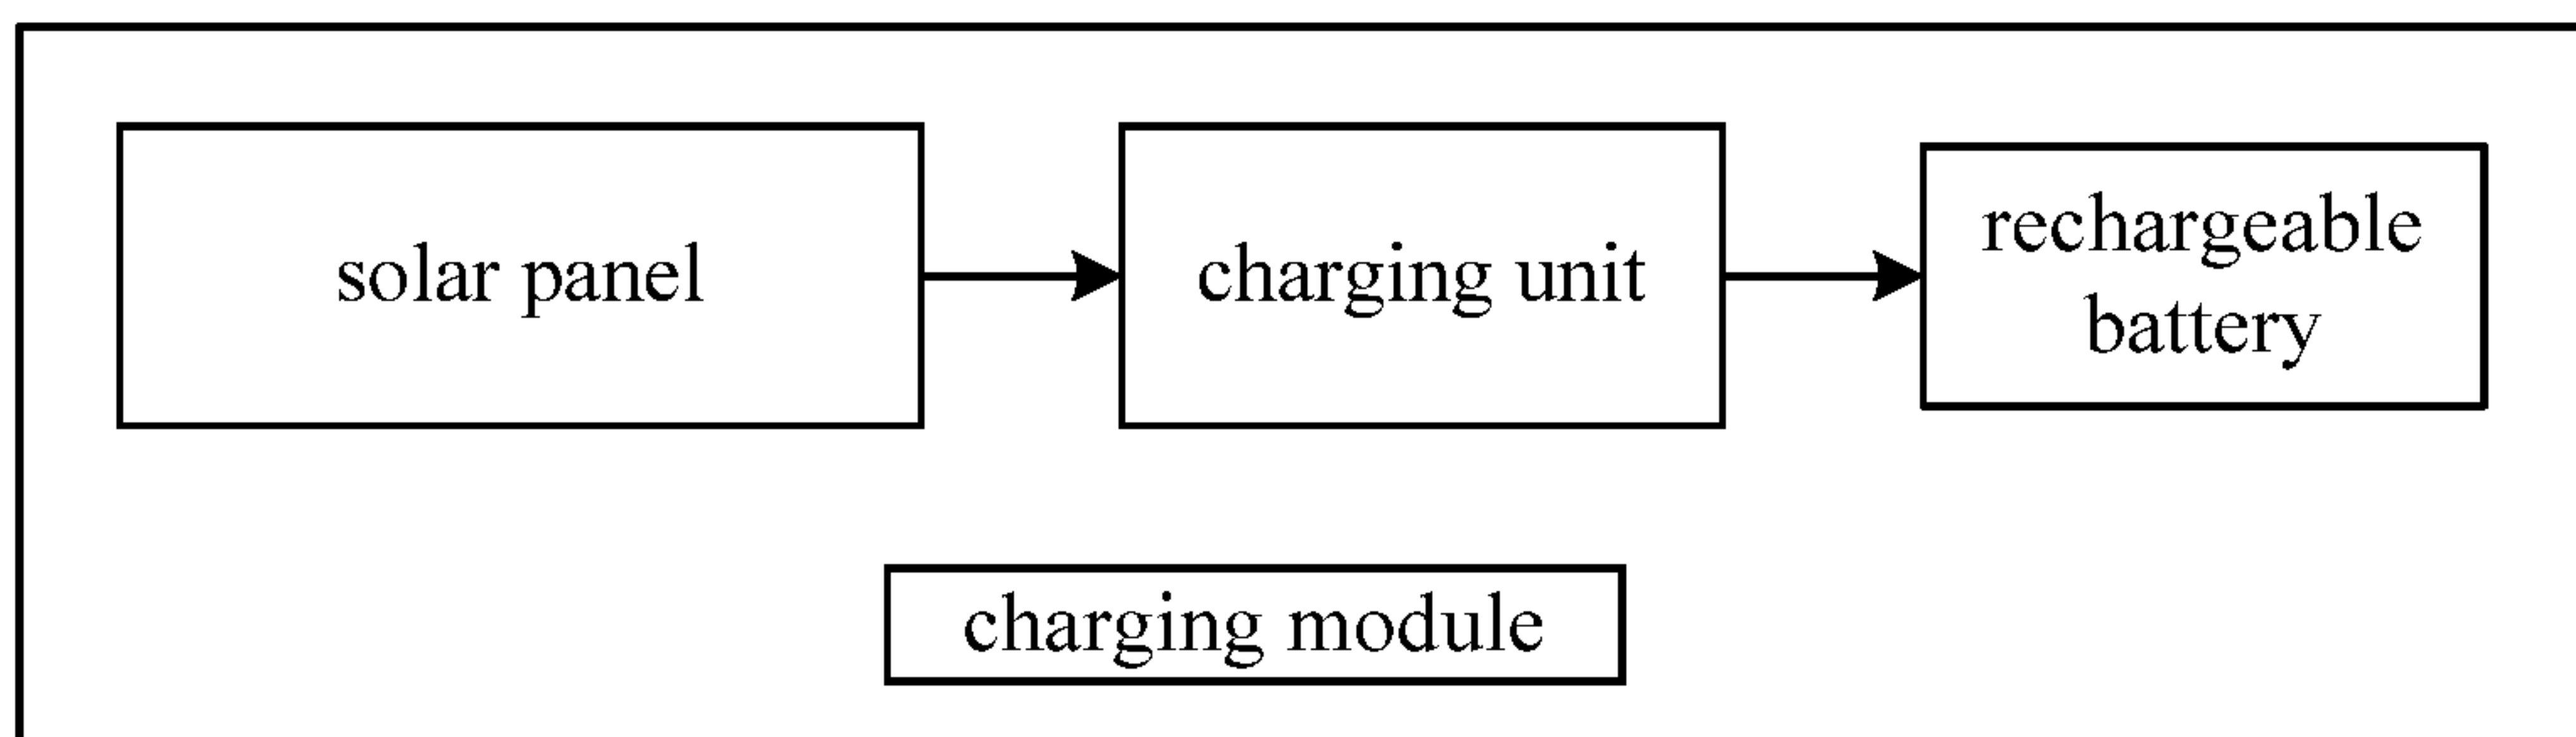 solar panel
charging unit
rechargeable
battery
charging module